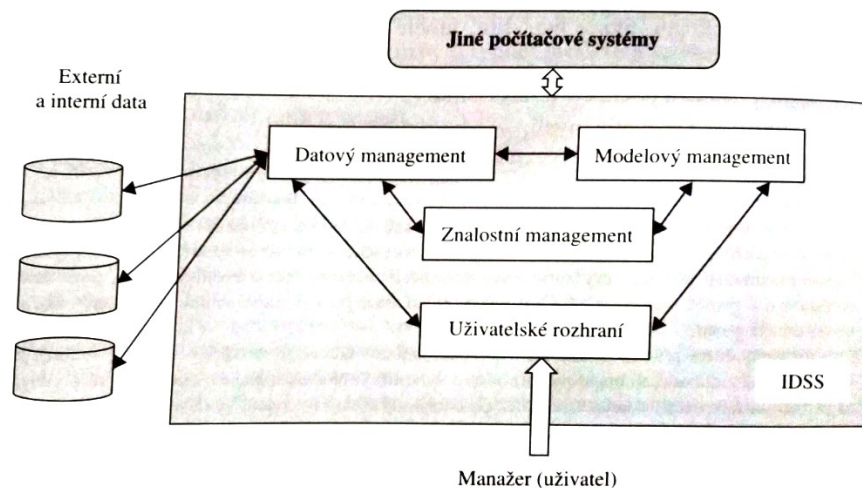 Jiné počítačové systémy
Externí
a interní data
Datový management
Modelový management
Znalostní management
Uživatelské rozhraní
IDSS
Manažer (uživatel)